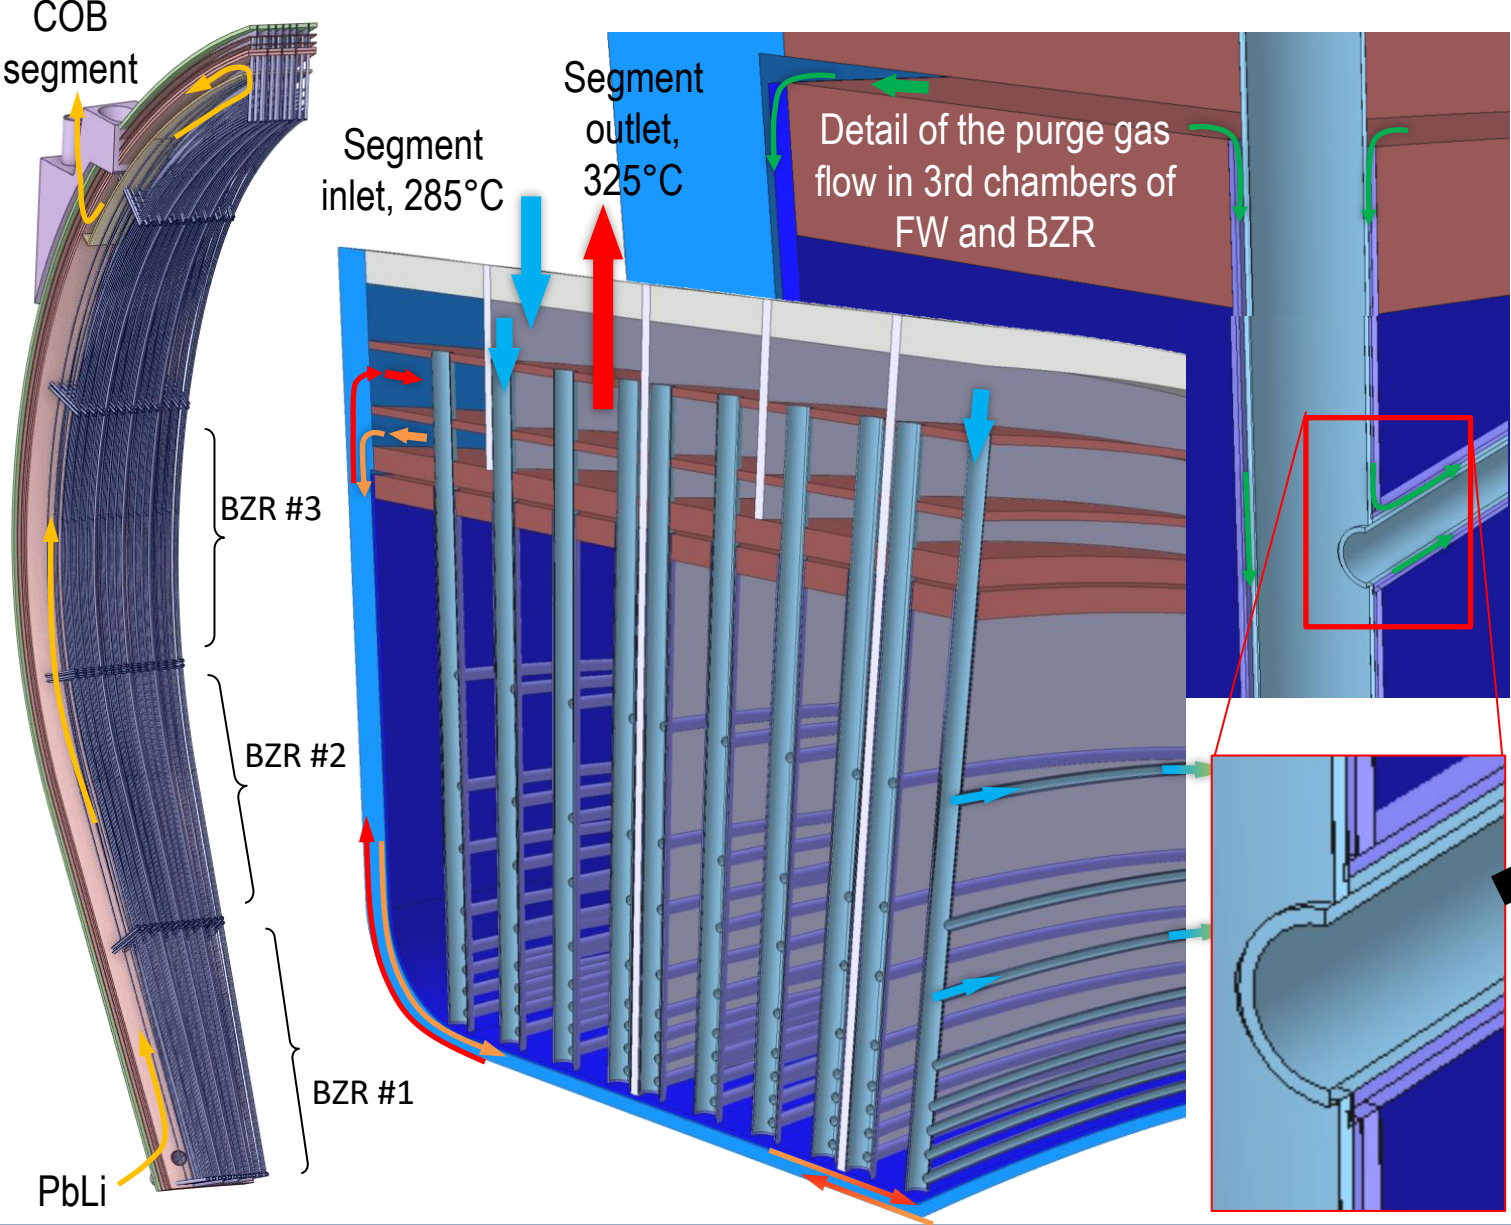 COB
segment
Segment
inlet, 285°C
Segment
outlet,
325°C
Detail of the purge gas
flow in 3rd chambers of
FW and BZR
BZR #3
BZR #2
BZR #1
PbLi